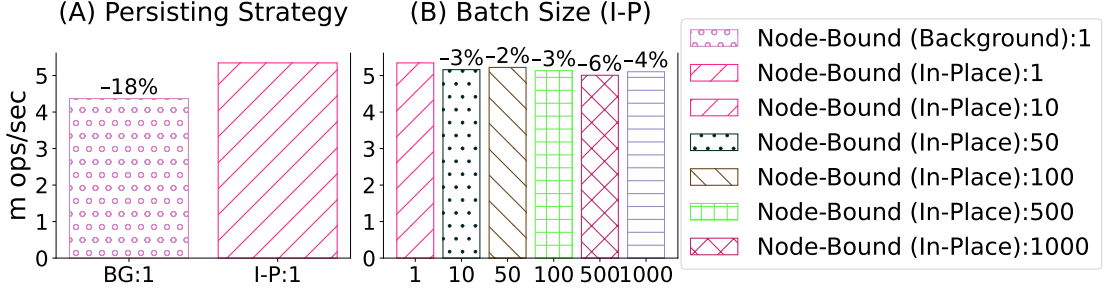 (A) Persisting Strategy
(B) Batch Size (I-P)
m ops/sec
5
4
3
2
1
0
–18%
BG:1
I-P:1
5
4
3
2
1
0
–3%
–2%
–3%
–6%
–4%
1
10
50
100
500
1000
Node-Bound (Background):1
Node-Bound (In-Place):1
Node-Bound (In-Place):10
Node-Bound (In-Place):50
Node-Bound (In-Place):100
Node-Bound (In-Place):500
Node-Bound (In-Place):1000